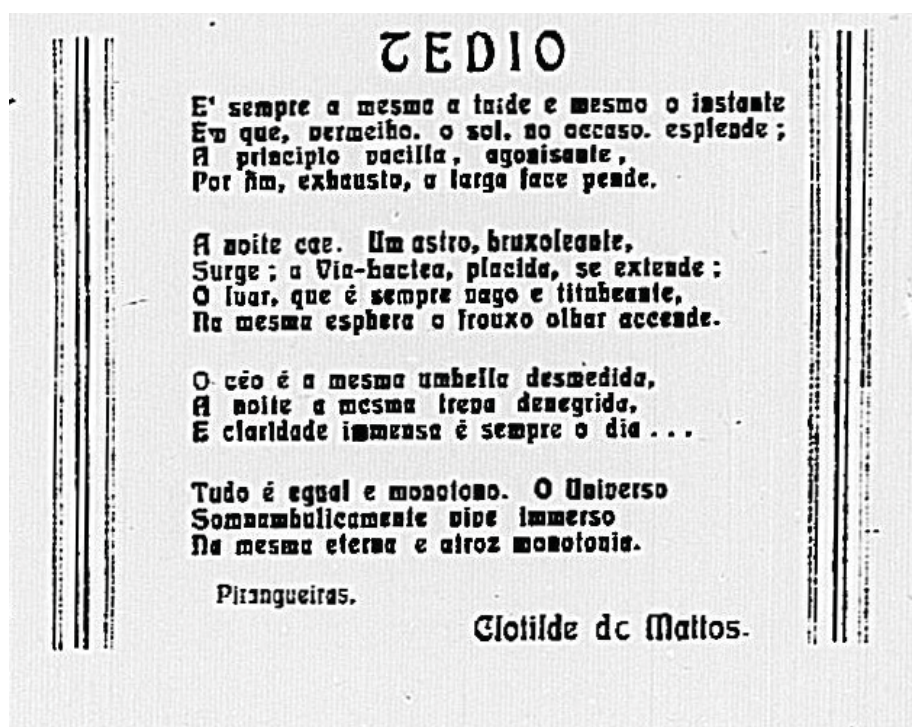 TEDIO
E' sempre a mesma a tarde e mesmo o instante
Em que, vermelho, o sol, no occaso, esplende;
A principio vacilla, agonisante,
Por fim, exhausto, a larga face pende.
A noite cae. Um astro, bruxoleante,
Surge; a Via-Lactea, placida, se extende:
O luar, que é sempre vago e titubeante,
Na mesma esphera o frouxo olhar accende.
O céo é a mesma umbella desmedida,
A noite a mesma treva denegrida,
E claridade immensa é sempre o dia...
Tudo é egual e monotono. O Universo
Somnambulicamente vive immerso
Na mesma eterna e atroz monotonia.
Pirangueiras.
Clotilde de Mattos.